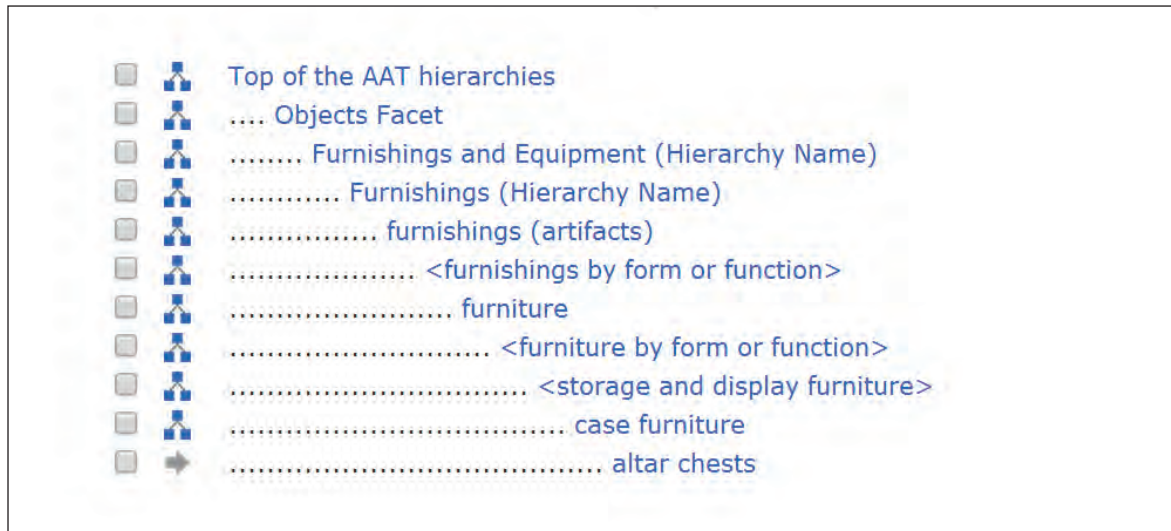 Top of the AAT hierarchies
.... Objects Facet
........ Furnishings and Equipment (Hierarchy Name)
............ Furnishings (Hierarchy Name)
................ furnishings (artifacts)
.................... <furnishings by form or function>
........................ furniture
............................ <furniture by form or function>
................................ <storage and display furniture>
.................................... case furniture
........................................ altar chests